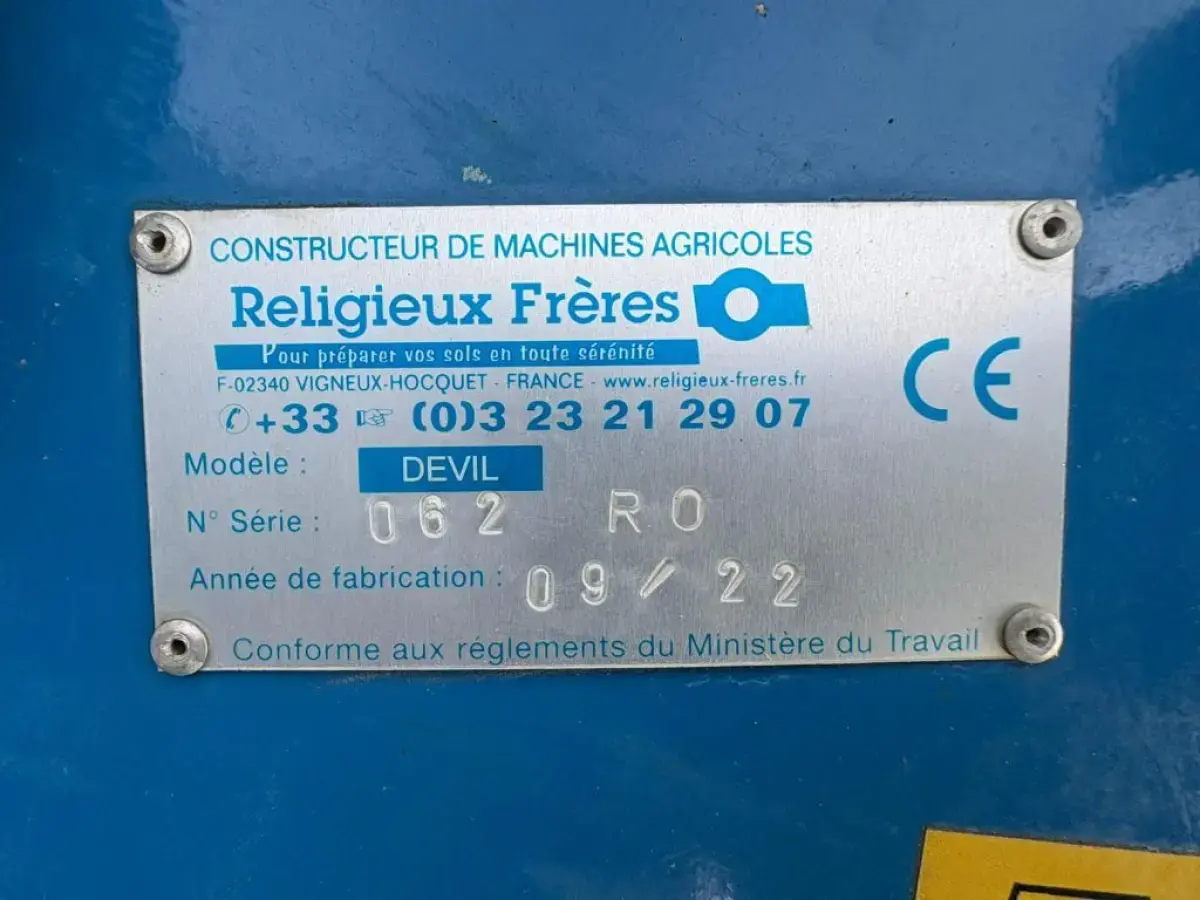 CONSTRUCTEUR DE MACHINES AGRICOLES
Religieux Frères
Pour préparer vos sols en toute sérénité
F-02340 VIGNEUX-HOCQUET - FRANCE - www.religieux-freres.fr
✆+33 ☞ (0)3 23 21 29 07
Modèle : DEVIL
N° Série : 062 RO
Année de fabrication : 09/22
Conforme aux réglements du Ministère du Travail
CE